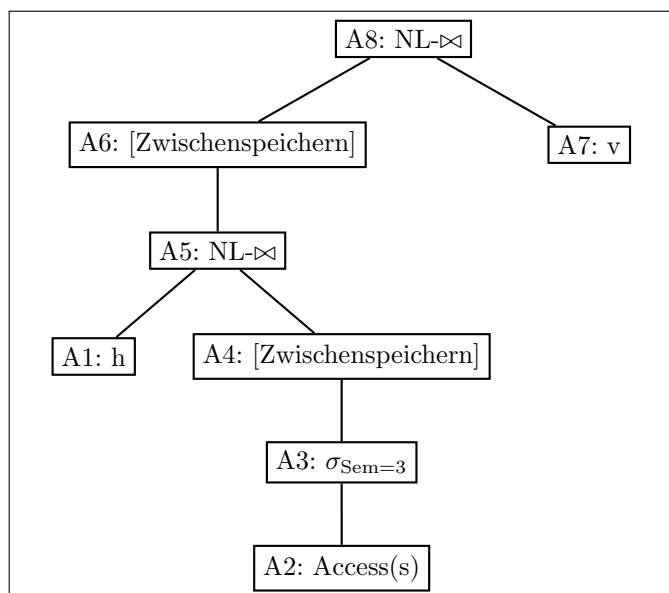 A8: NL-⋈
A6: [Zwischenspeichern]
A7: v
A5: NL-⋈
A1: h
A4: [Zwischenspeichern]
A3: σSem=3
A2: Access(s)